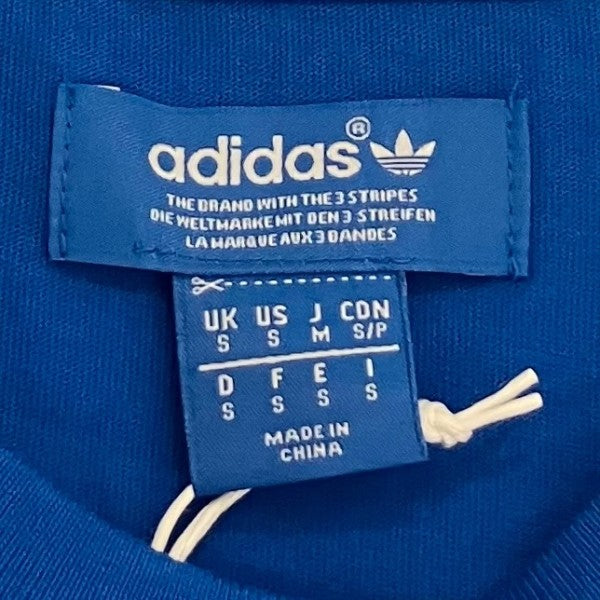 adidas®
THE BRAND WITH THE 3 STRIPES
DIE WELTMARKE MIT DEN 3 STREIFEN
LA MARQUE AUX 3 BANDES
UK US J CDN
S S M S/P
D F E I
S S S S
MADE IN
CHINA